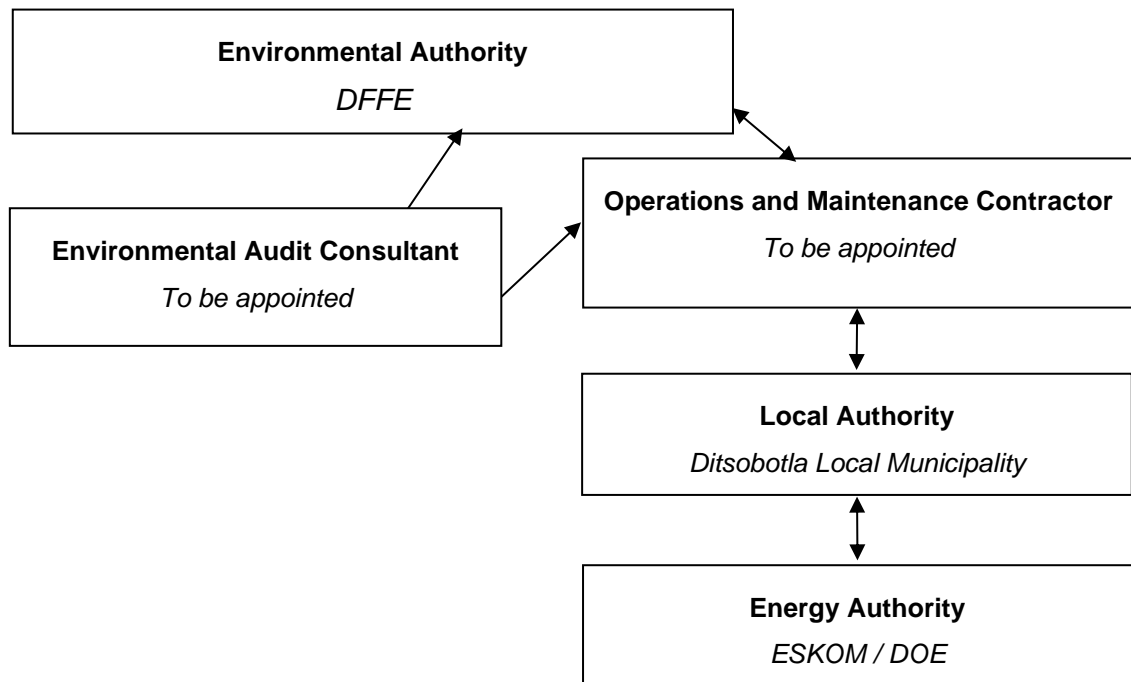 Environmental Authority
DFFE
Operations and Maintenance Contractor
To be appointed
Environmental Audit Consultant
To be appointed
Local Authority
Ditsobotla Local Municipality
Energy Authority
ESKOM / DOE